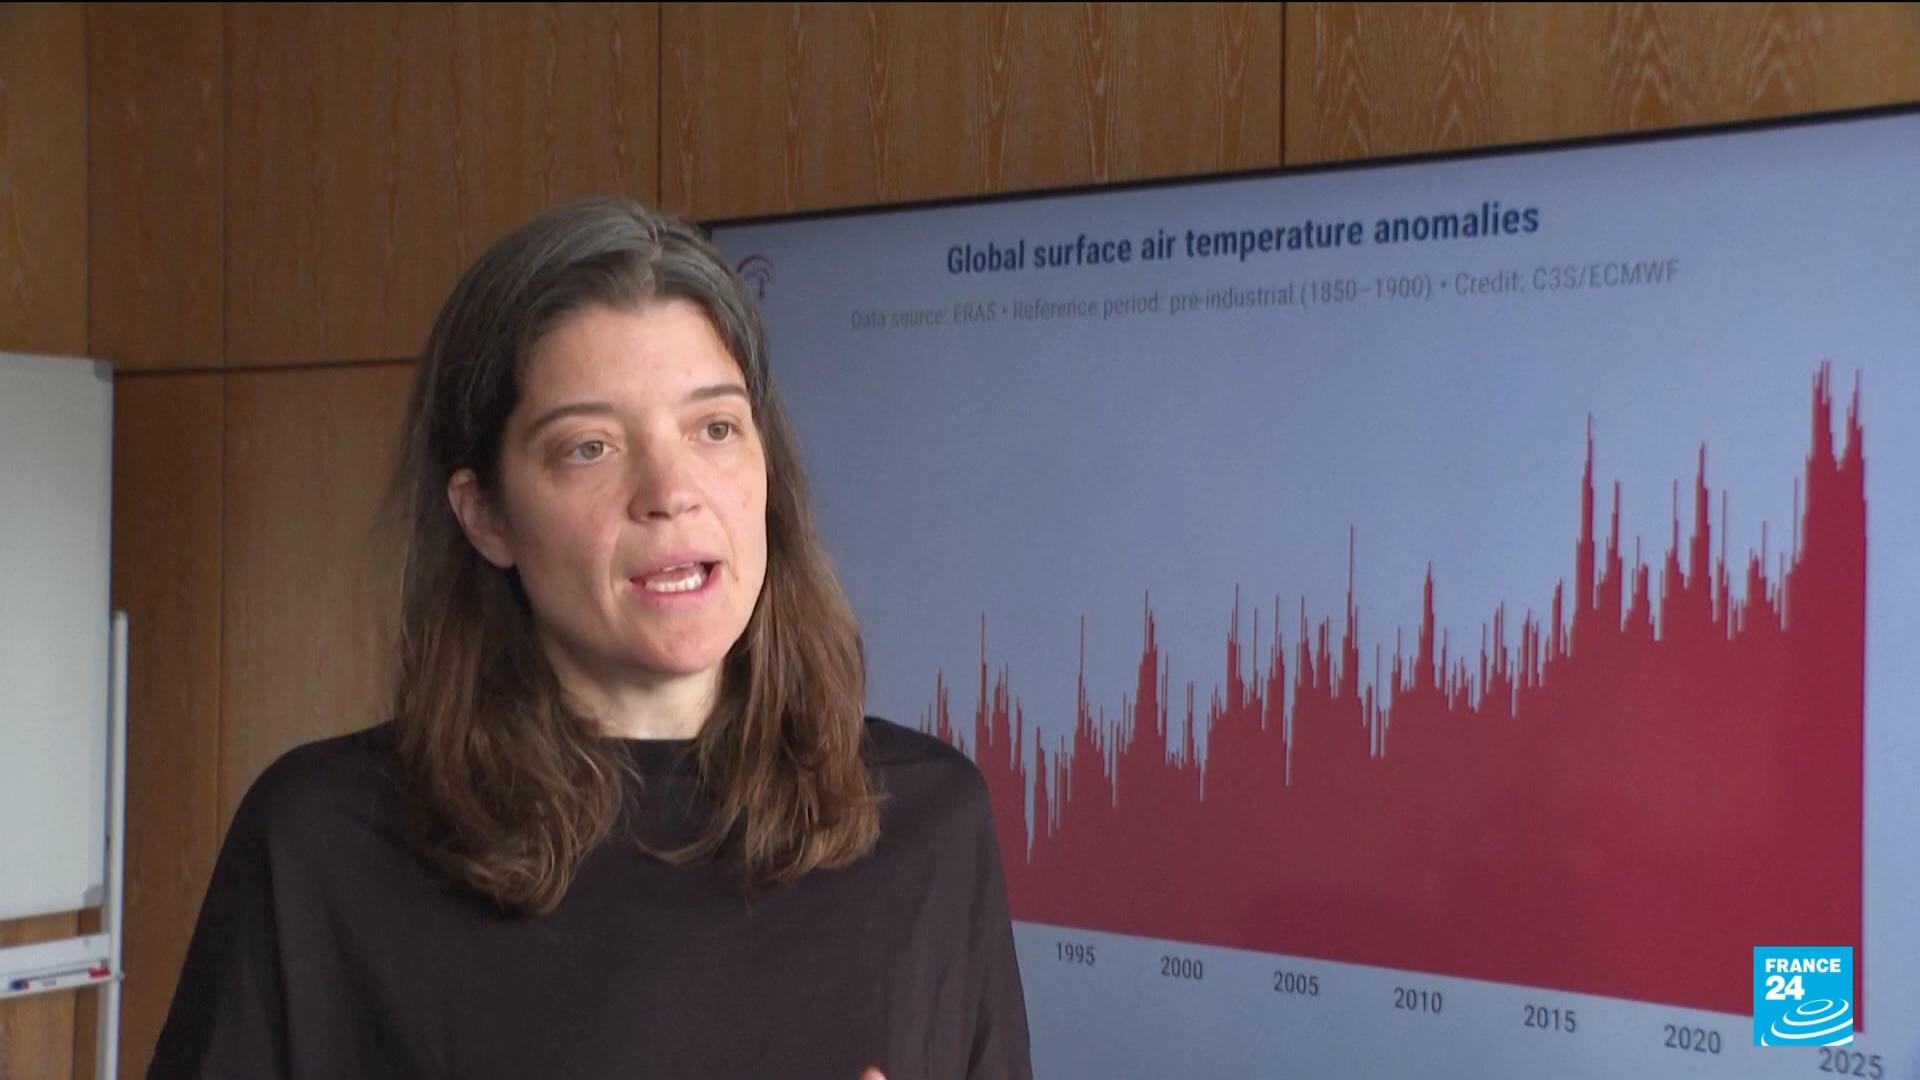 Global surface air temperature anomalies
Data source: ERA5 • Reference period: pre-industrial (1850–1900) • Credit: C3S/ECMWF
1995
2000
2005
2010
2015
2020
2025
FRANCE
24